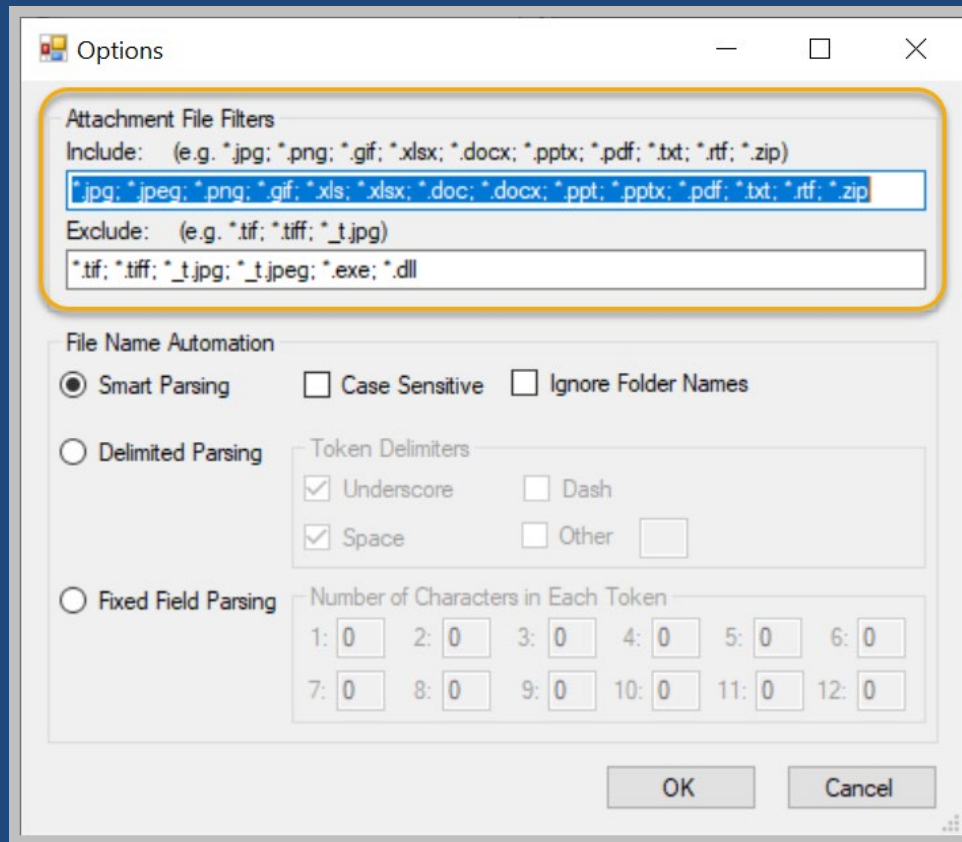 Options
Attachment File Filters
Include: (e.g. *.jpg; *.png; *.gif; *.xlsx; *.docx; *.pptx; *.pdf; *.txt; *.rtf; *.zip)
*.jpg; *.jpeg; *.png; *.gif; *.xls; *.xlsx; *.doc; *.docx; *.ppt; *.pptx; *.pdf; *.txt; *.rtf; *.zip
Exclude: (e.g. *.tif; *.tiff; *_t.jpg)
*.tif; *.tiff; *_t.jpg; *_t.jpeg; *.exe; *.dll
File Name Automation
Smart Parsing Case Sensitive Ignore Folder Names
Delimited Parsing Token Delimiters
Underscore Dash
Space Other
Fixed Field Parsing Number of Characters in Each Token
1: 0 2: 0 3: 0 4: 0 5: 0 6: 0
7: 0 8: 0 9: 0 10: 0 11: 0 12: 0
OK Cancel